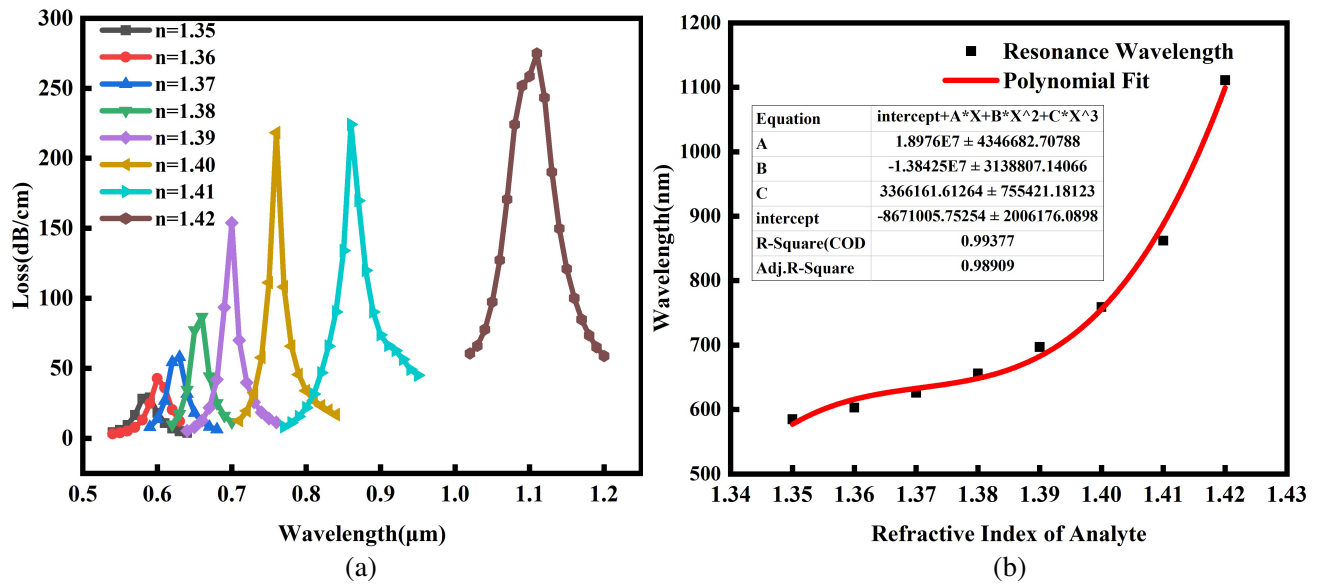 300
250
200
150
100
50
0
Loss(dB/cm)
n=1.35
n=1.36
n=1.37
n=1.38
n=1.39
n=1.40
n=1.41
n=1.42
0.5 0.6 0.7 0.8 0.9 1.0 1.1 1.2
Wavelength(μm)
(a)
1200
1100
1000
900
800
700
600
500
Wavelength(nm)
Resonance Wavelength
Polynomial Fit
Equation intercept+A*X+B*X^2+C*X^3
A 1.8976E7 ± 4346682.70788
B -1.38425E7 ± 3138807.14066
C 3366161.61264 ± 755421.18123
intercept -8671005.75254 ± 2006176.0898
R-Square(COD 0.99377
Adj.R-Square 0.98909
1.34 1.35 1.36 1.37 1.38 1.39 1.40 1.41 1.42 1.43
Refractive Index of Analyte
(b)